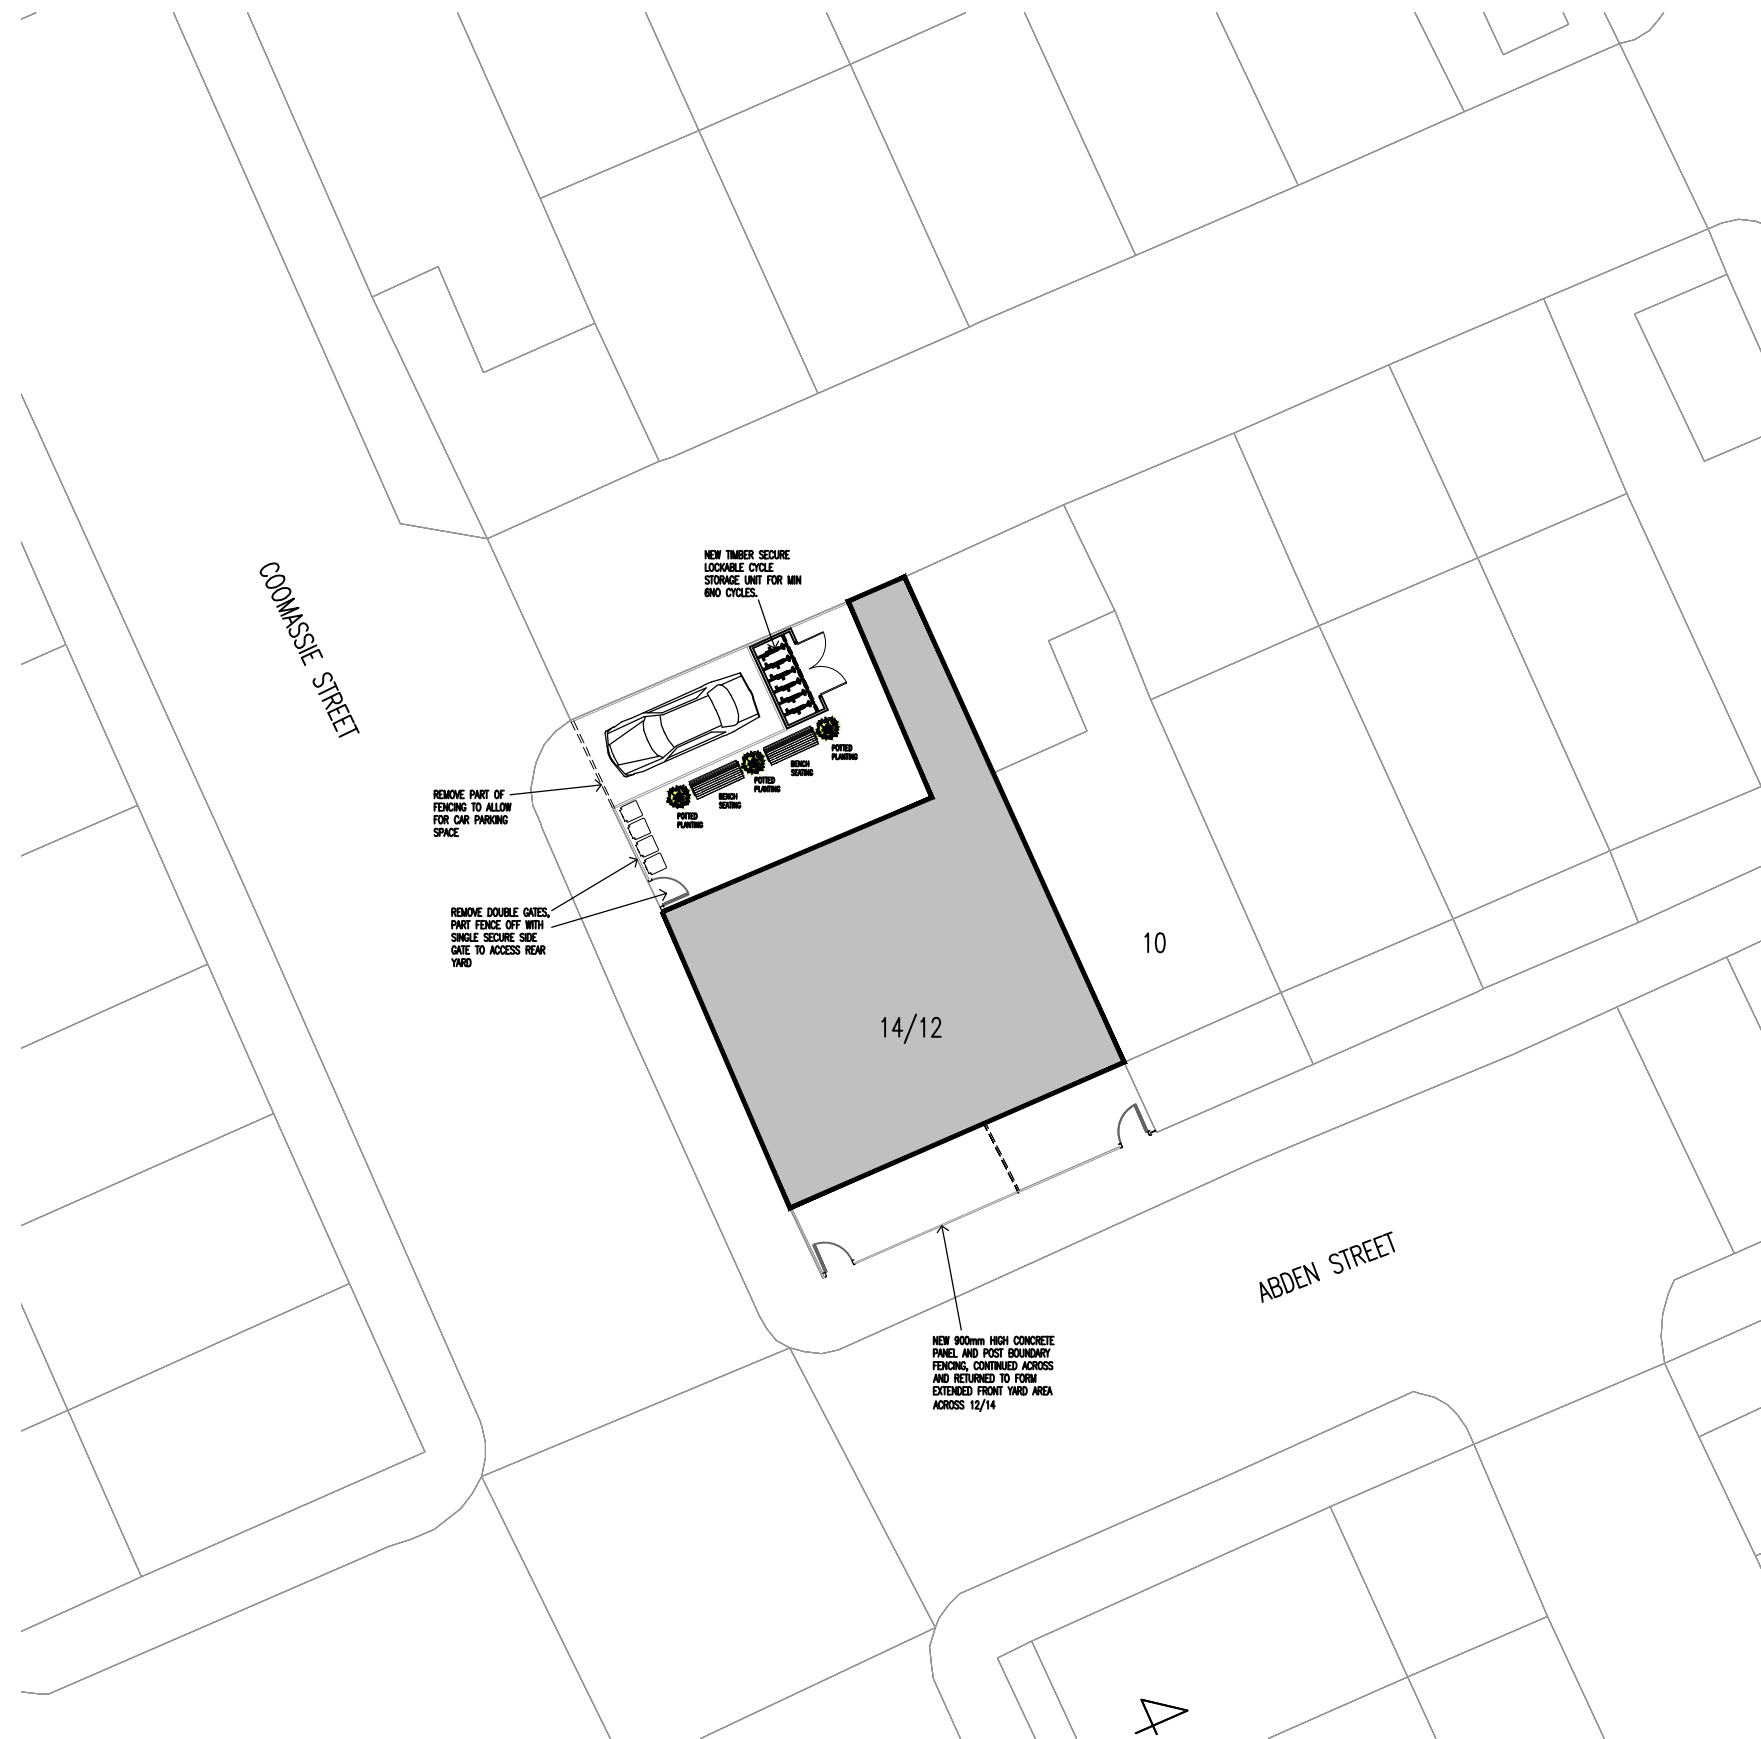 NEW TIMBER SECURE
LOCKABLE CYCLE
STORAGE UNIT FOR MIN
6NO CYCLES.
COOMASSIE STREET
POTTED
PLANTING
BENCH
SEATING
POTTED
PLANTING
BENCH
SEATING
POTTED
PLANTING
REMOVE PART OF
FENCING TO ALLOW
FOR CAR PARKING
SPACE
REMOVE DOUBLE GATES,
PART FENCE OFF WITH
SINGLE SECURE SIDE
GATE TO ACCESS REAR
YARD
10
14/12
ABDEN STREET
NEW 900mm HIGH CONCRETE
PANEL AND POST BOUNDARY
FENCING, CONTINUED ACROSS
AND RETURNED TO FORM
EXTENDED FRONT YARD AREA
ACROSS 12/14